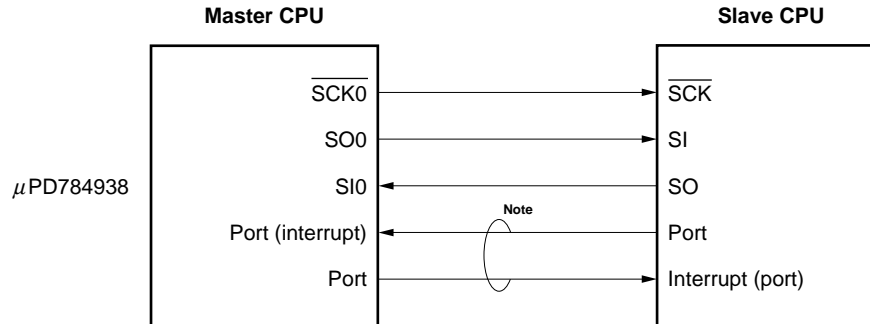 Master CPU Slave CPU
SCK0 SCK
SO0 SI
μPD784938 SI0 SO
Note
Port (interrupt) Port
Port Interrupt (port)